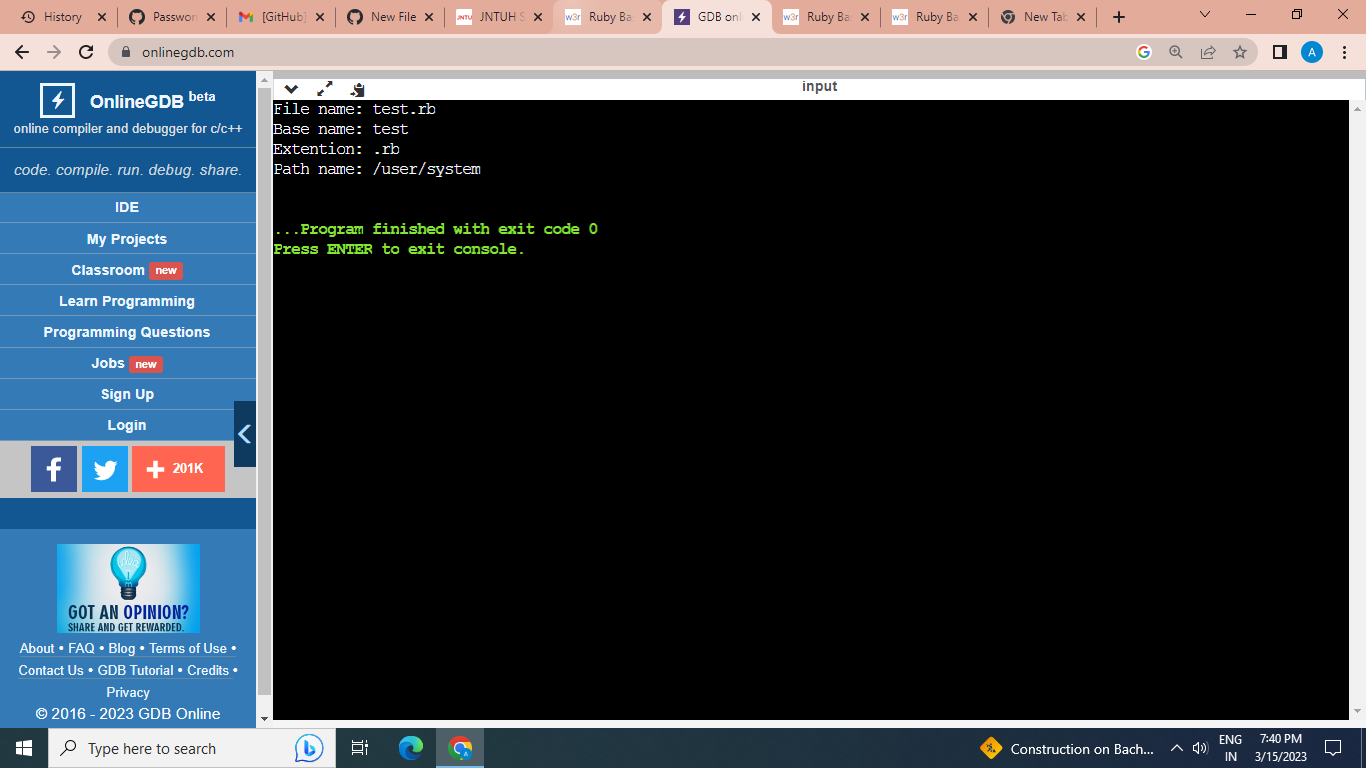 History
Passwor
[GitHub]
New File
JNTUH S
w3r
Ruby Ba
GDB onl
w3r
Ruby Ba
w3r
Ruby Ba
New Tab
onlinegdb.com
A
OnlineGDB beta
online compiler and debugger for c/c++
code. compile. run. debug. share.
IDE
My Projects
Classroom new
Learn Programming
Programming Questions
Jobs new
Sign Up
Login
201K
GOT AN OPINION?
SHARE AND GET REWARDED.
About • FAQ • Blog • Terms of Use •
Contact Us • GDB Tutorial • Credits •
Privacy
© 2016 - 2023 GDB Online
input
File name: test.rb
Base name: test
Extention: .rb
Path name: /user/system
...Program finished with exit code 0
Press ENTER to exit console.
Type here to search
Construction on Bach...
ENG
IN
7:40 PM
3/15/2023